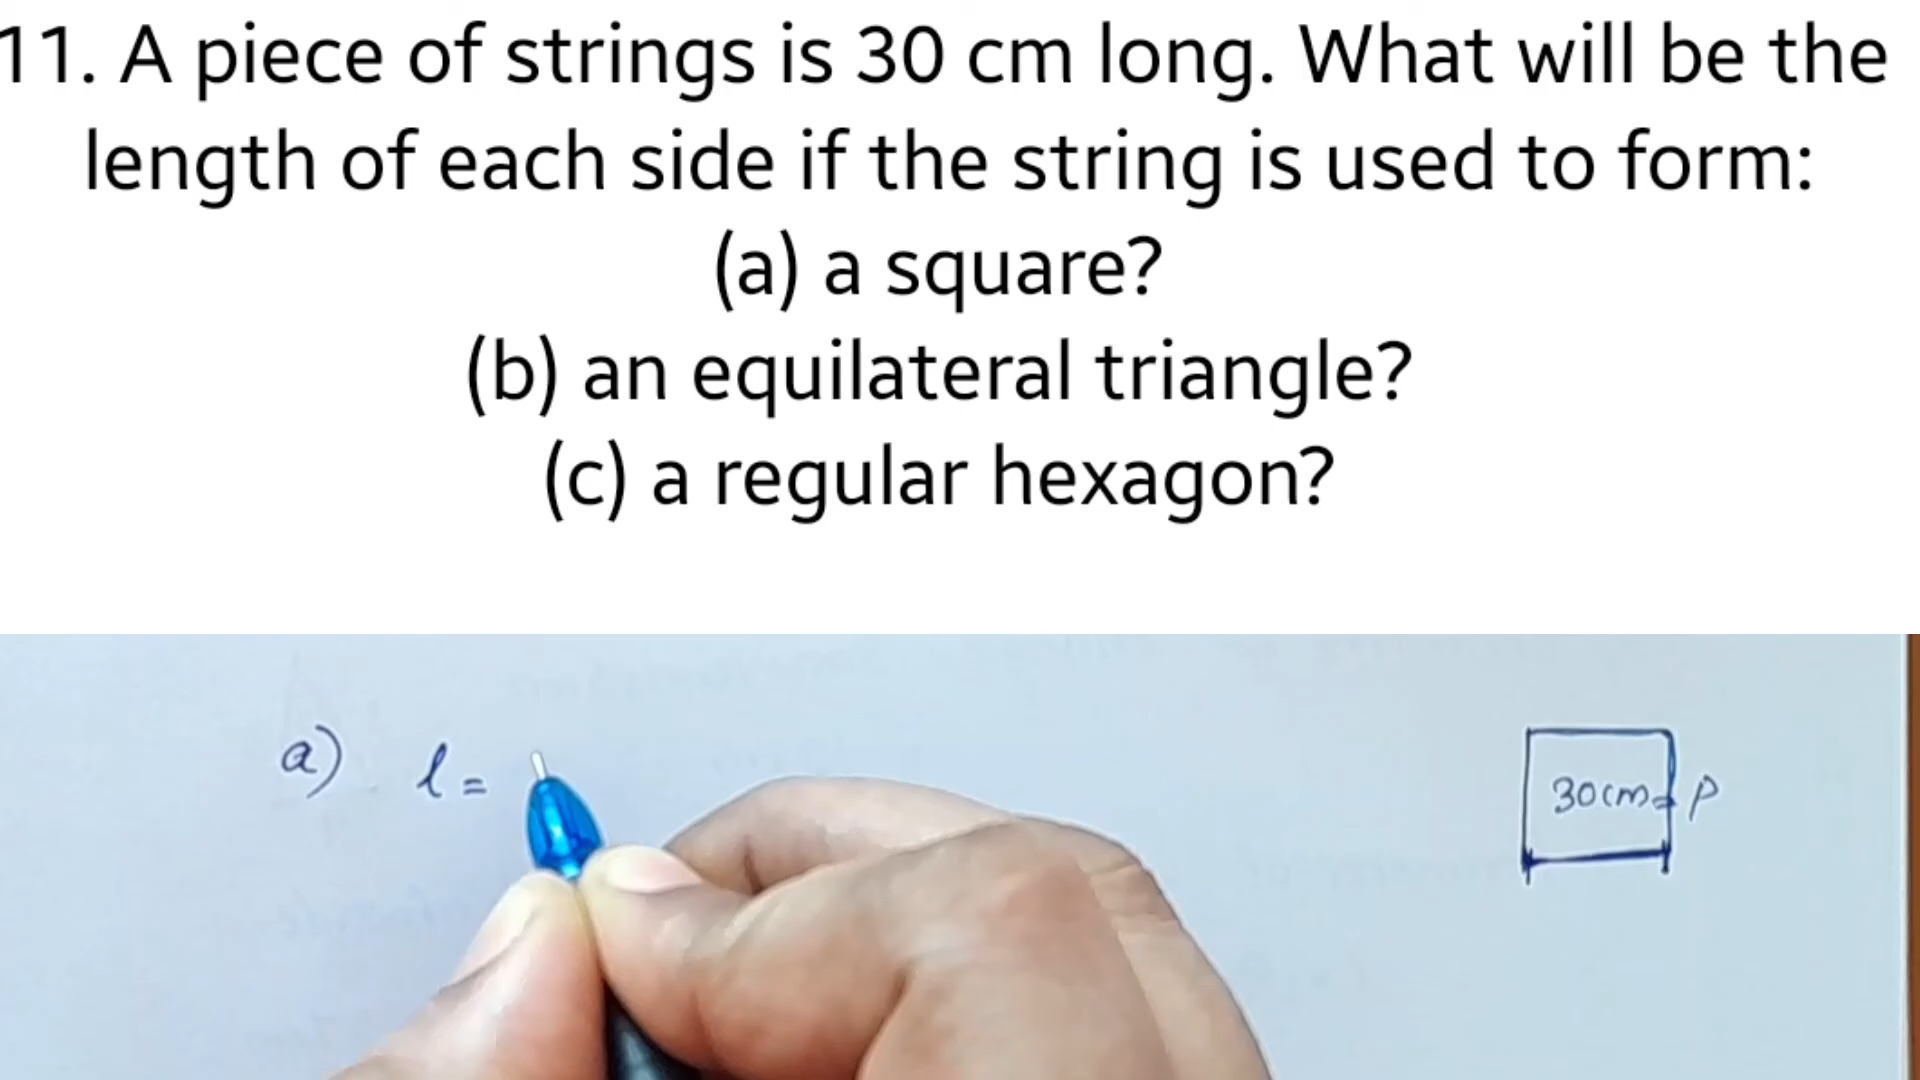 11. A piece of strings is 30 cm long. What will be the
length of each side if the string is used to form:
(a) a square?
(b) an equilateral triangle?
(c) a regular hexagon?
a) l =
30cm = P